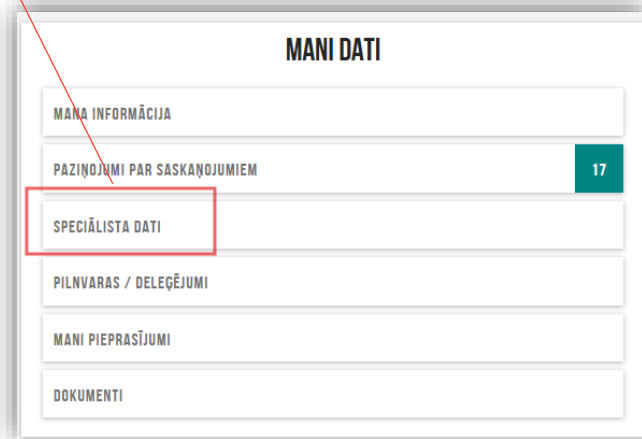 MANI DATI
MANA INFORMĀCIJA
PAZIŅOJUMI PAR SASKAŅOJUMIEM
17
SPECIĀLISTA DATI
PILNVARAS / DELEĢĒJUMI
MANI PIEPRASĪJUMI
DOKUMENTI